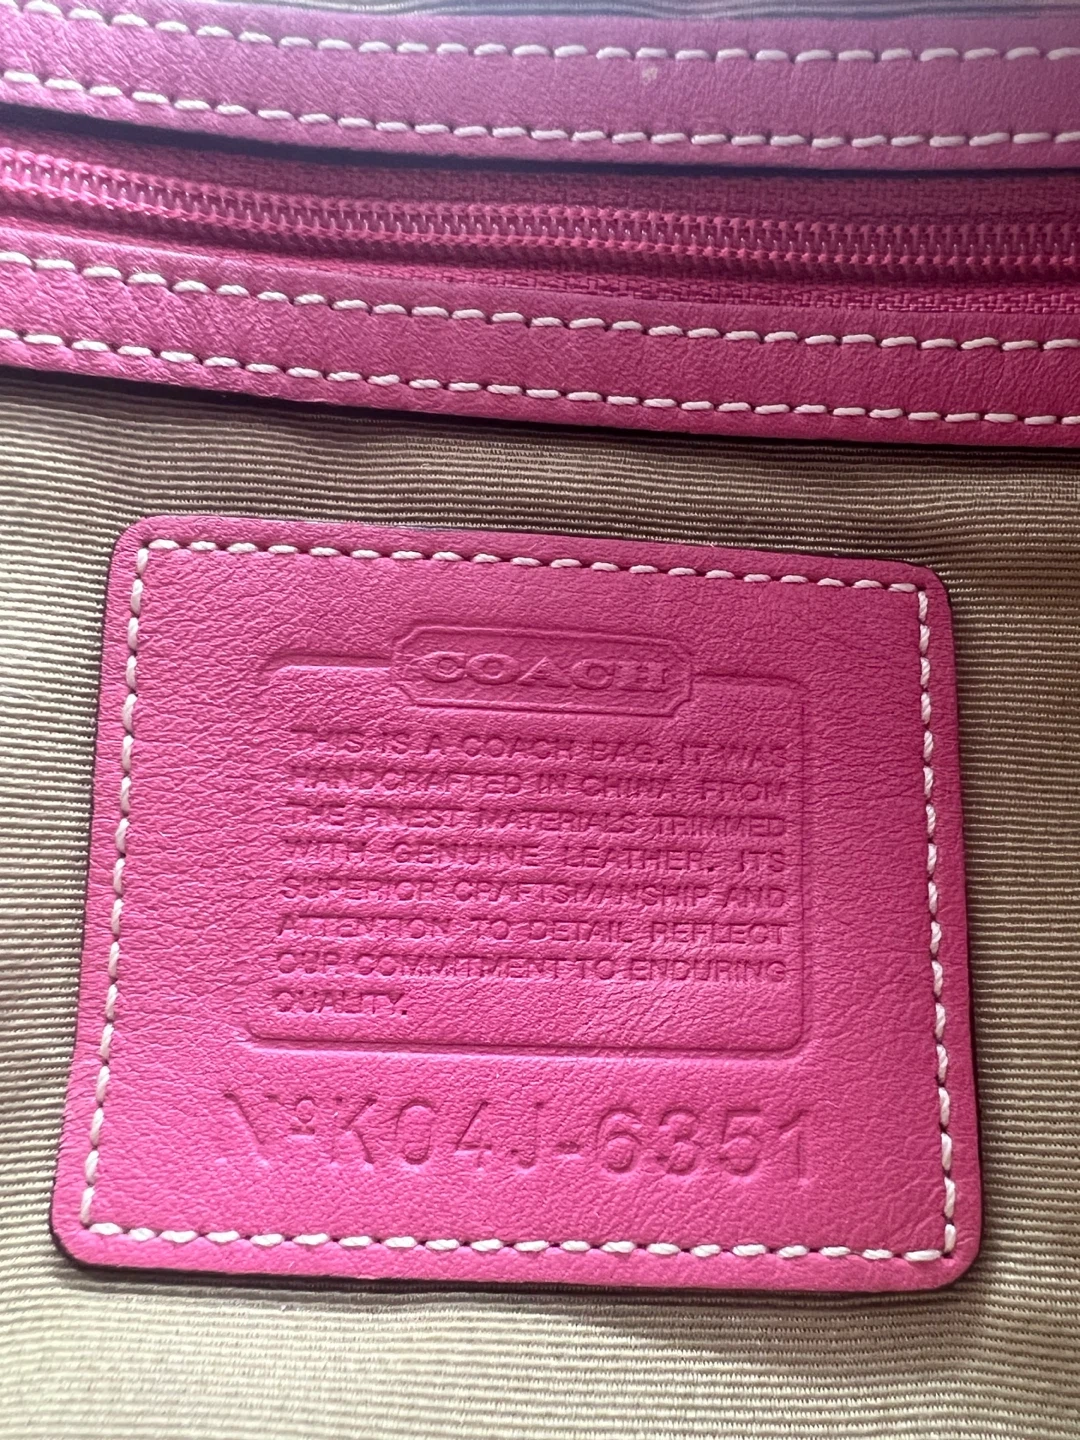 COACH
THIS IS A COACH BAG. IT WAS
HANDCRAFTED IN CHINA FROM
THE FINEST MATERIALS TRIMMED
WITH GENUINE LEATHER. ITS
SUPERIOR CRAFTSMANSHIP AND
ATTENTION TO DETAIL REFLECT
OUR COMMITMENT TO ENDURING
QUALITY.
Nº K04J-6351